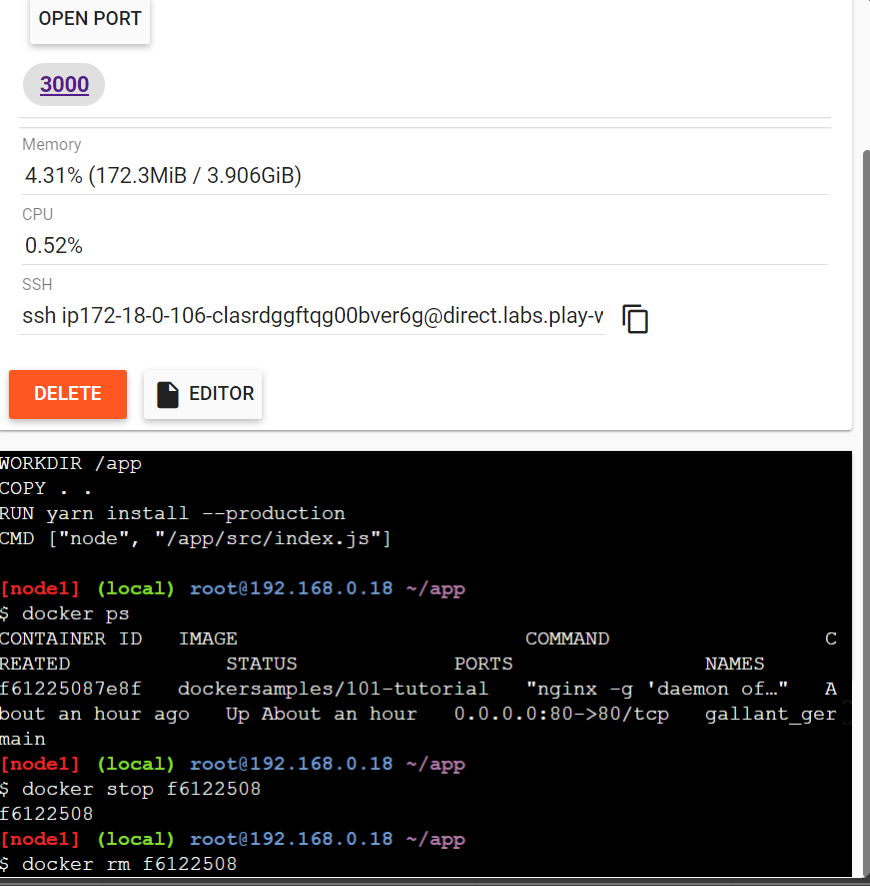 OPEN PORT
3000
Memory
4.31% (172.3MiB / 3.906GiB)
CPU
0.52%
SSH
ssh ip172-18-0-106-clasrdggftqg00bver6g@direct.labs.play-w
DELETE
EDITOR
WORKDIR /app
COPY . .
RUN yarn install --production
CMD ["node", "/app/src/index.js"]
[node1] (local) root@192.168.0.18 ~/app
$ docker ps
CONTAINER ID   IMAGE                       COMMAND                  C
REATED             STATUS             PORTS                NAMES
f61225087e8f   dockersamples/101-tutorial   "nginx -g 'daemon of…"   A
bout an hour ago   Up About an hour   0.0.0.0:80->80/tcp   gallant_ger
main
[node1] (local) root@192.168.0.18 ~/app
$ docker stop f6122508
f6122508
[node1] (local) root@192.168.0.18 ~/app
$ docker rm f6122508